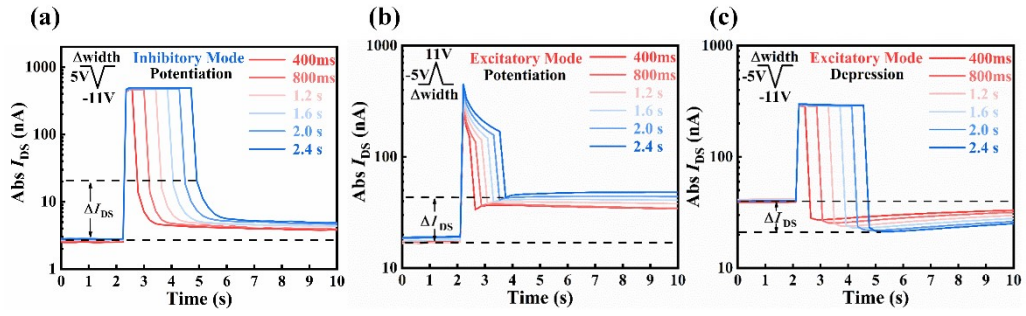 (a)
Δwidth
5V
-11V
Inhibitory Mode
Potentiation
400ms
800ms
1.2 s
1.6 s
2.0 s
2.4 s
ΔIDS
Abs IDS (nA)
1000
100
10
1
0 1 2 3 4 5 6 7 8 9 10
Time (s)
(b)
11V
-5V
Δwidth
Excitatory Mode
Potentiation
400ms
800ms
1.2 s
1.6 s
2.0 s
2.4 s
ΔIDS
Abs IDS (nA)
1000
100
10
0 1 2 3 4 5 6 7 8 9 10
Time (s)
(c)
Δwidth
-5V
-11V
Excitatory Mode
Depression
400ms
800ms
1.2 s
1.6 s
2.0 s
2.4 s
ΔIDS
Abs IDS (nA)
1000
100
10
0 1 2 3 4 5 6 7 8 9 10
Time (s)